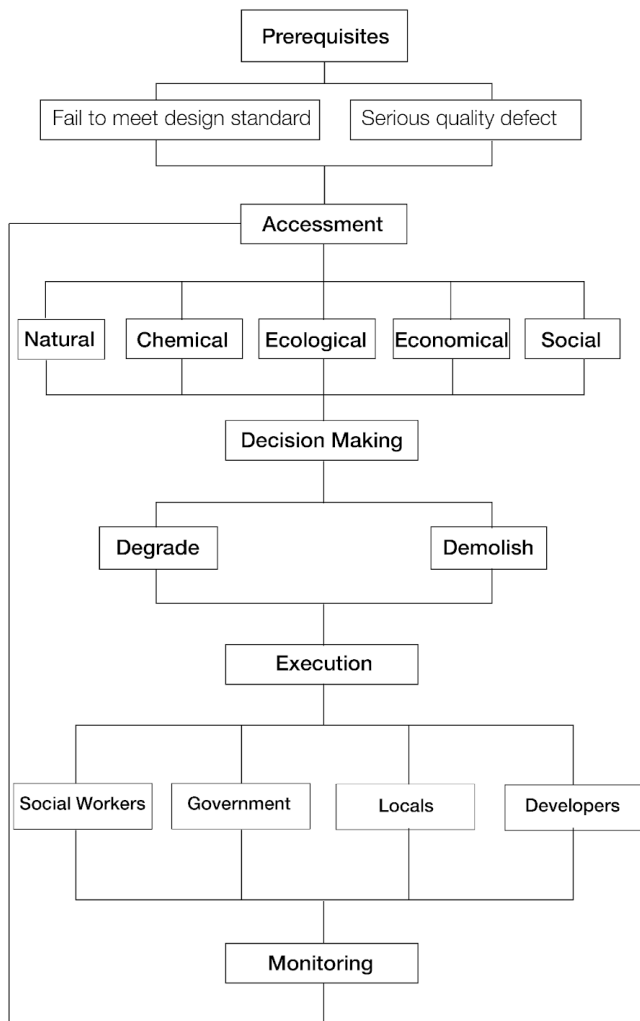 Prerequisites
Fail to meet design standard
Serious quality defect
Accessment
Natural
Chemical
Ecological
Economical
Social
Decision Making
Degrade
Demolish
Execution
Social Workers
Government
Locals
Developers
Monitoring